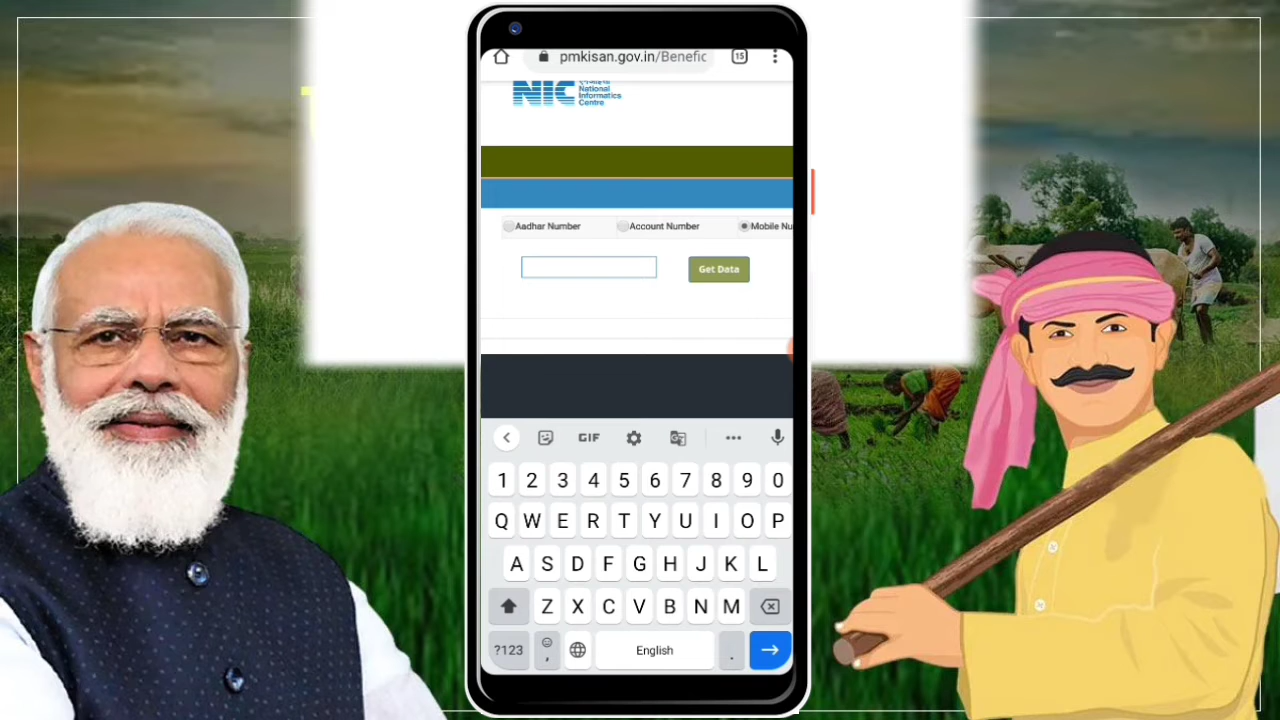 pmkisan.gov.in/Benefic
15
NIC National
Informatics
Centre
Aadhar Number
Account Number
Mobile Nu
Get Data
GIF
1 2 3 4 5 6 7 8 9 0
Q W E R T Y U I O P
A S D F G H J K L
Z X C V B N M
?123 , English .